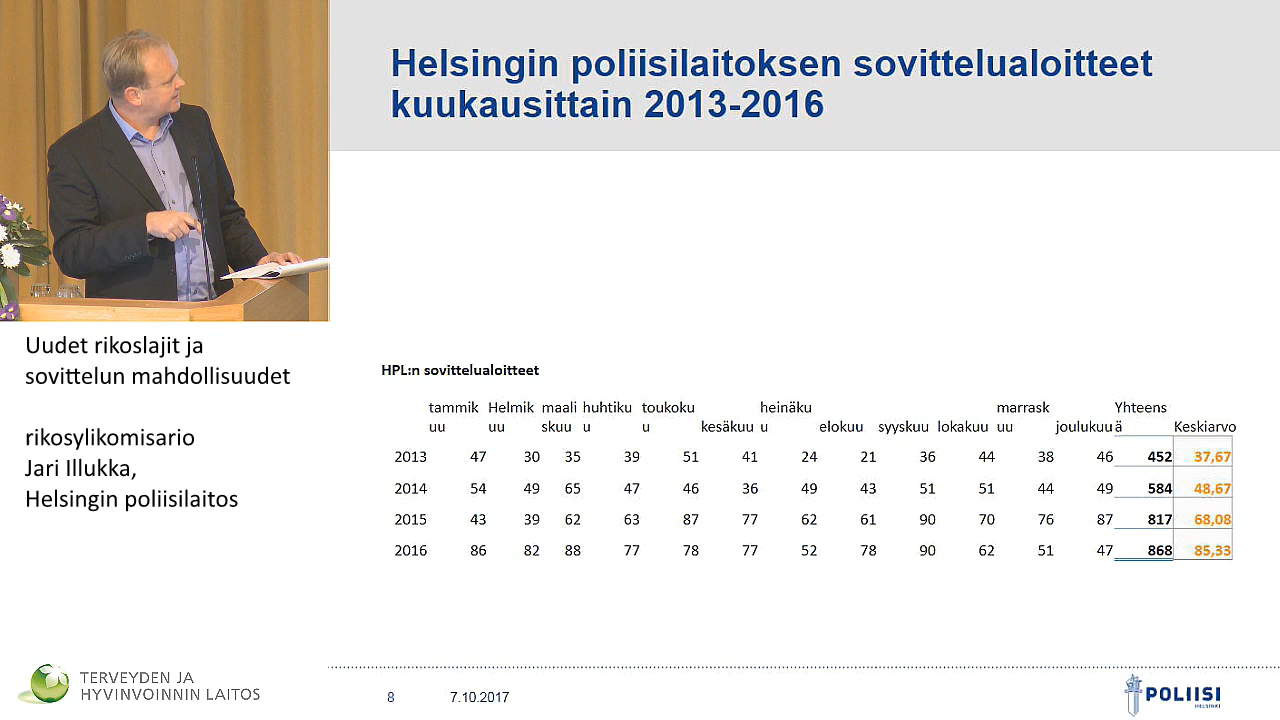 Helsingin poliisilaitoksen sovittelualoitteet
kuukausittain 2013-2016
Uudet rikoslajit ja
sovittelun mahdollisuudet
rikosylikomisario
Jari Illukka,
Helsingin poliisilaitos
HPL:n sovittelualoitteet
tammik Helmik maali huhtiku toukoku heinäku marrask Yhteens
uu uu skuu u u kesäkuu u elokuu syyskuu lokakuu uu joulukuu ä Keskiarvo
2013 47 30 35 39 51 41 24 21 36 44 38 46 452 37,67
2014 54 49 65 47 46 36 49 43 51 51 44 49 584 48,67
2015 43 39 62 63 87 77 62 61 90 70 76 87 817 68,08
2016 86 82 88 77 78 77 52 78 90 62 51 47 868 85,33
TERVEYDEN JA
HYVINVOINNIN LAITOS
8 7.10.2017
POLIISI
HELSINKI